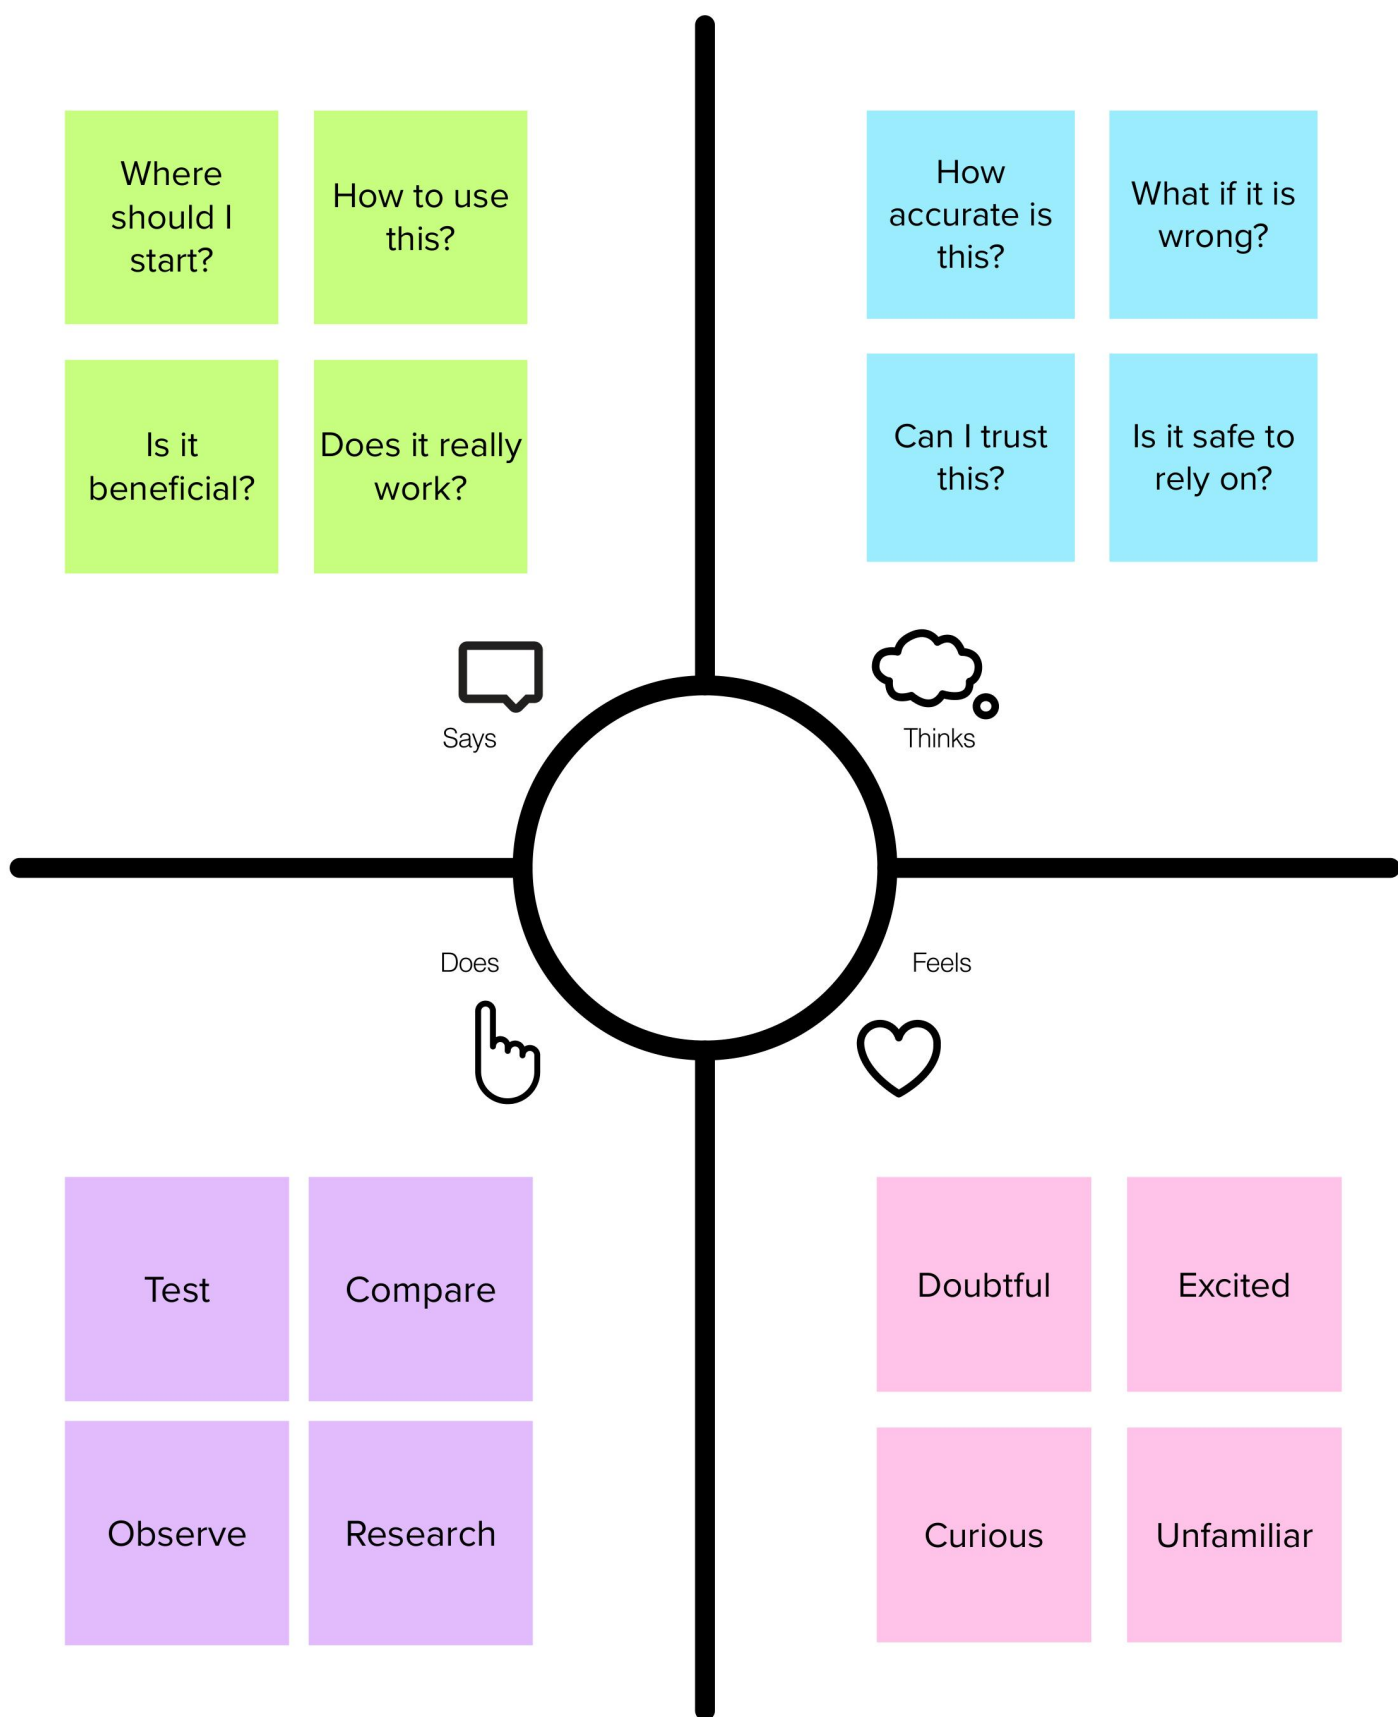 Where
should I
start?
How to use
this?
Is it
beneficial?
Does it really
work?
Says
How
accurate is
this?
What if it is
wrong?
Can I trust
this?
Is it safe to
rely on?
Thinks
Does
Test
Compare
Observe
Research
Feels
Doubtful
Excited
Curious
Unfamiliar